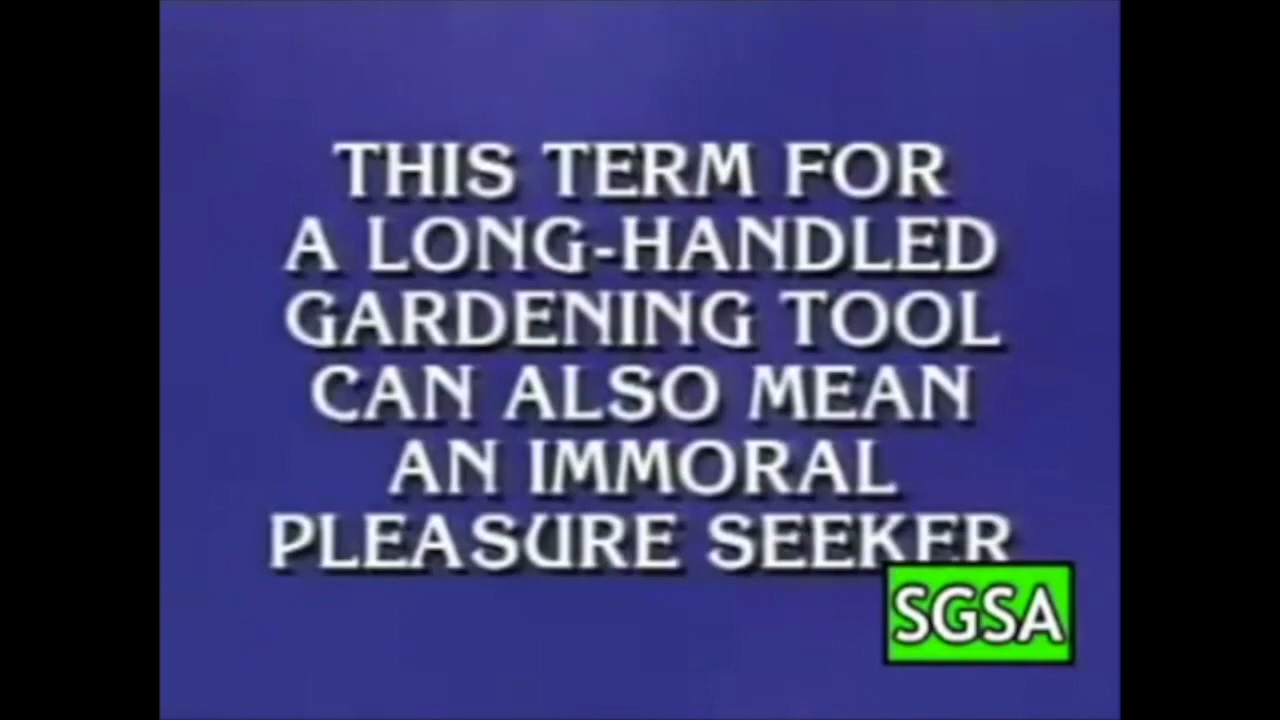 THIS TERM FOR
A LONG-HANDLED
GARDENING TOOL
CAN ALSO MEAN
AN IMMORAL
PLEASURE SEEKER
SGSA